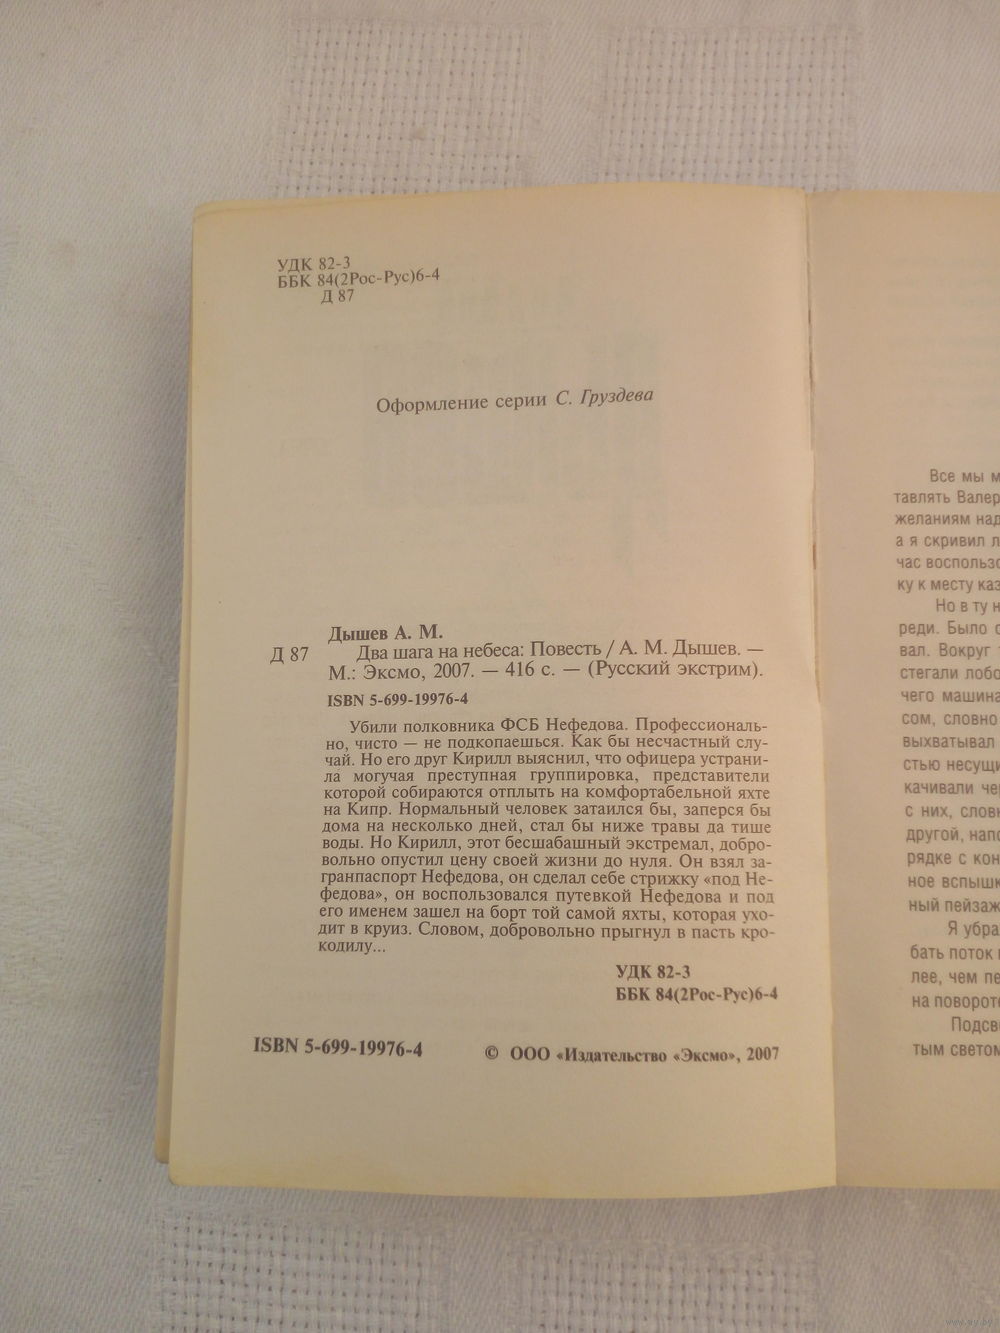 УДК 82-3
ББК 84(2Рос-Рус)6-4
Д 87
Оформление серии С. Груздева
Дышев А. М.
Д 87 Два шага на небеса: Повесть / А. М. Дышев. —
М.: Эксмо, 2007. — 416 с. — (Русский экстрим).
ISBN 5-699-19976-4
Убили полковника ФСБ Нефедова. Профессиональ-
но, чисто — не подкопаешься. Как бы несчастный слу-
чай. Но его друг Кирилл выяснил, что офицера устрани-
ла могучая преступная группировка, представители
которой собираются отплыть на комфортабельной яхте
на Кипр. Нормальный человек затаился бы, заперся бы
дома на несколько дней, стал бы ниже травы да тише
воды. Но Кирилл, этот бесшабашный экстремал, добро-
вольно опустил цену своей жизни до нуля. Он взял за-
гранпаспорт Нефедова, он сделал себе стрижку «под Не-
федова», он воспользовался путевкой Нефедова и под
его именем зашел на борт той самой яхты, которая ухо-
дит в круиз. Словом, добровольно прыгнул в пасть кро-
кодилу...
УДК 82-3
ББК 84(2Рос-Рус)6-4
ISBN 5-699-19976-4 © ООО «Издательство «Эксмо», 2007
Все мы м
тавлять Валер
желаниям над
а я скривил л
час воспользо
ку к месту каз
Но в ту н
реди. Было с
вал. Вокруг
стегали лобо
чего машина
сом, словно
выхватывал
стью несущи
качивали че
с них, слов
другой, напо
рядке с кон
ное вспышк
ный пейзаж
Я убра
бать поток
лее, чем пе
на поворот
Подсв
тым светом